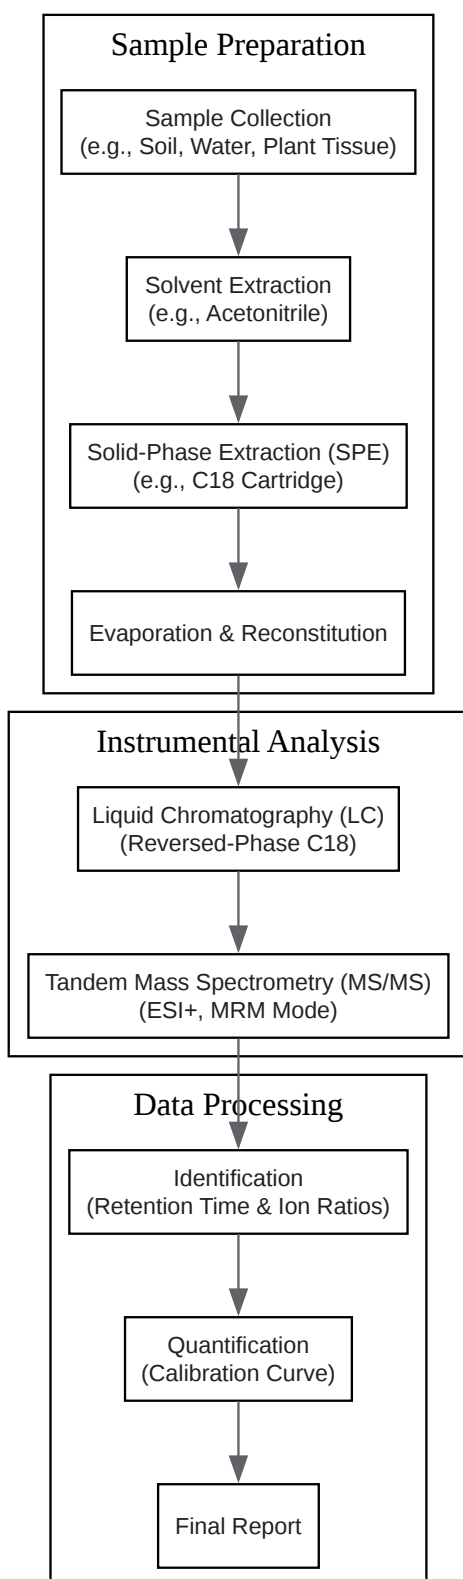 Sample Preparation
Sample Collection
(e.g., Soil, Water, Plant Tissue)
Solvent Extraction
(e.g., Acetonitrile)
Solid-Phase Extraction (SPE)
(e.g., C18 Cartridge)
Evaporation & Reconstitution
Instrumental Analysis
Liquid Chromatography (LC)
(Reversed-Phase C18)
Tandem Mass Spectrometry (MS/MS)
(ESI+, MRM Mode)
Data Processing
Identification
(Retention Time & Ion Ratios)
Quantification
(Calibration Curve)
Final Report